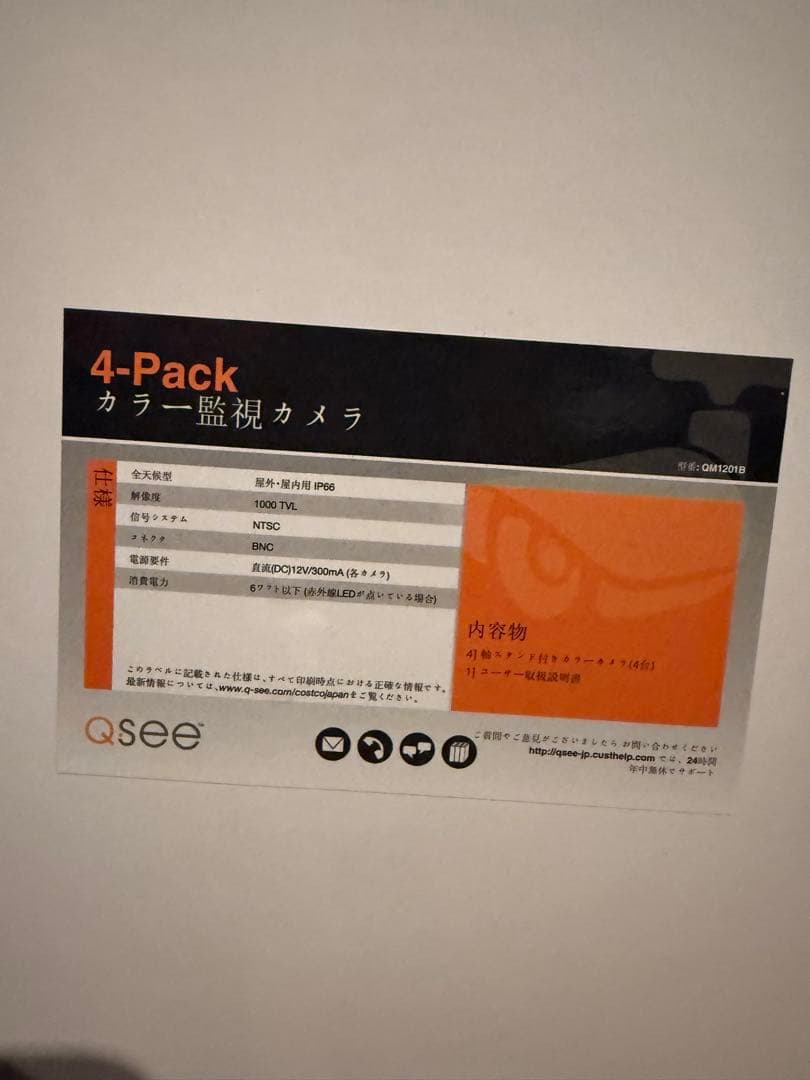 4-Pack
カラー監視カメラ
型番: QM1201B
仕様
全天候型 屋外・屋内用 IP66
解像度 1000 TVL
信号システム NTSC
コネクタ BNC
電源要件 直流(DC)12V/300mA (各カメラ)
消費電力 6ワット以下 (赤外線LEDが点いている場合)
このラベルに記載された仕様は、すべて印刷時点における正確な情報です。
最新情報については、www.q-see.com/costcojapanをご覧ください。
内容物
4] 軸スタンド付きカラーカメラ(4台)
1] ユーザー取扱説明書
Q-see™
ご質問やご意見がございましたら お問い合わせください
http://qsee-jp.custhelp.com では、24時間
年中無休でサポート